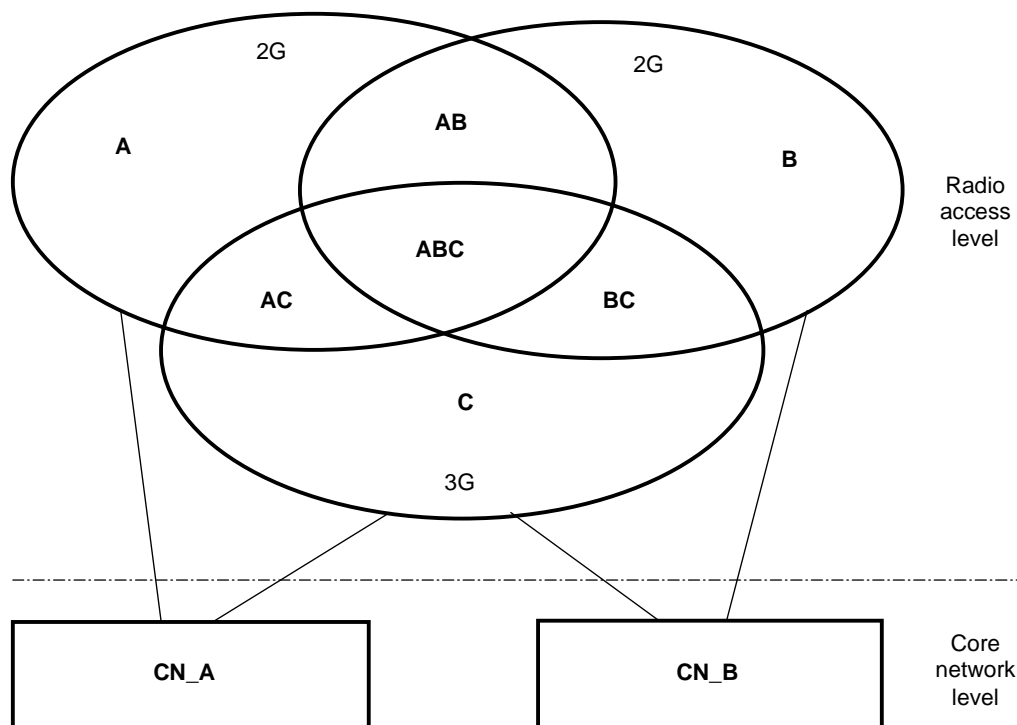 2G
2G
AB
A
B
Radio
access
level
ABC
AC
BC
C
3G
CN_A
CN_B
Core
network
level